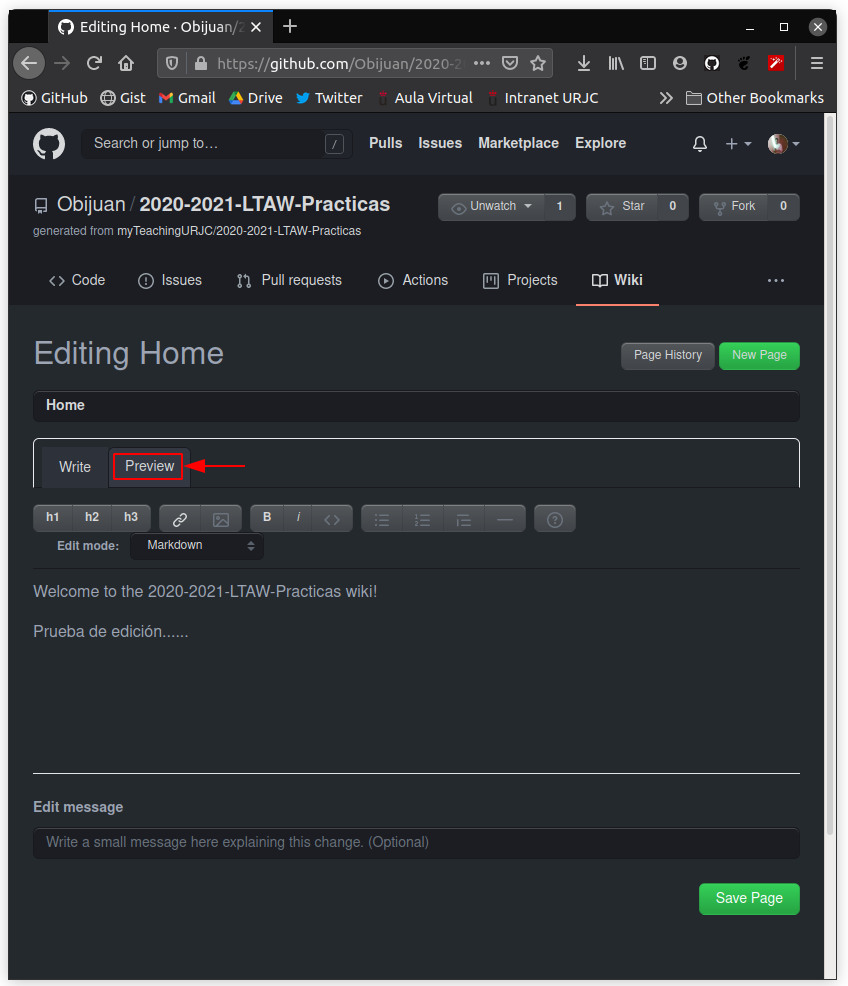 Editing Home · Obijuan/2
https://github.com/Obijuan/2020-2
GitHub Gist Gmail Drive Twitter Aula Virtual Intranet URJC Other Bookmarks
Search or jump to… / Pulls Issues Marketplace Explore
Obijuan / 2020-2021-LTAW-Practicas Unwatch 1 Star 0 Fork 0
generated from myTeachingURJC/2020-2021-LTAW-Practicas
Code Issues Pull requests Actions Projects Wiki
Editing Home Page History New Page
Home
Write Preview
h1 h2 h3 B i
Edit mode: Markdown
Welcome to the 2020-2021-LTAW-Practicas wiki!
Prueba de edición......
Edit message
Write a small message here explaining this change. (Optional)
Save Page